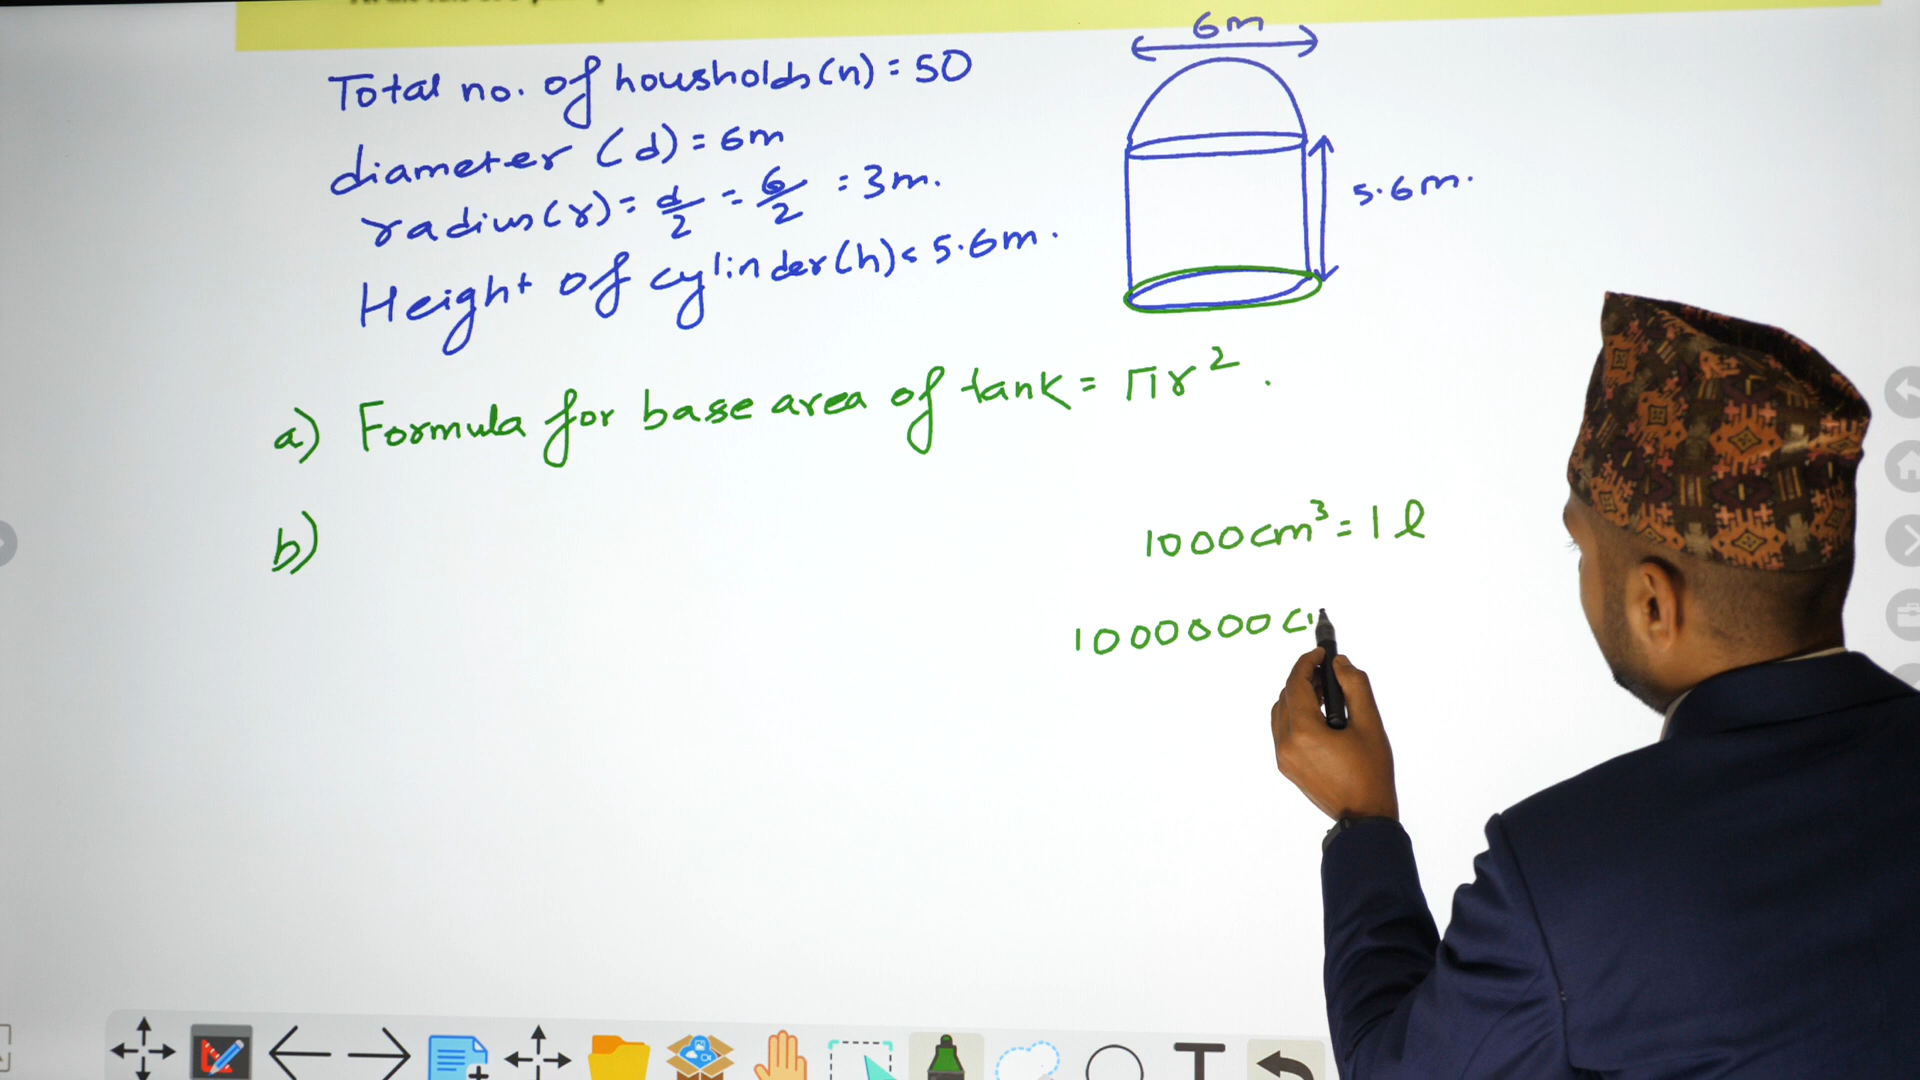 6m
Total no. of housholds (n) = 50
diameter (d) = 6m
radius (r) = d/2 = 6/2 = 3m.
5.6m.
Height of cylinder (h) = 5.6m.
a) Formula for base area of tank = πr².
b)
1000cm³ = 1 l
1000000 c
T